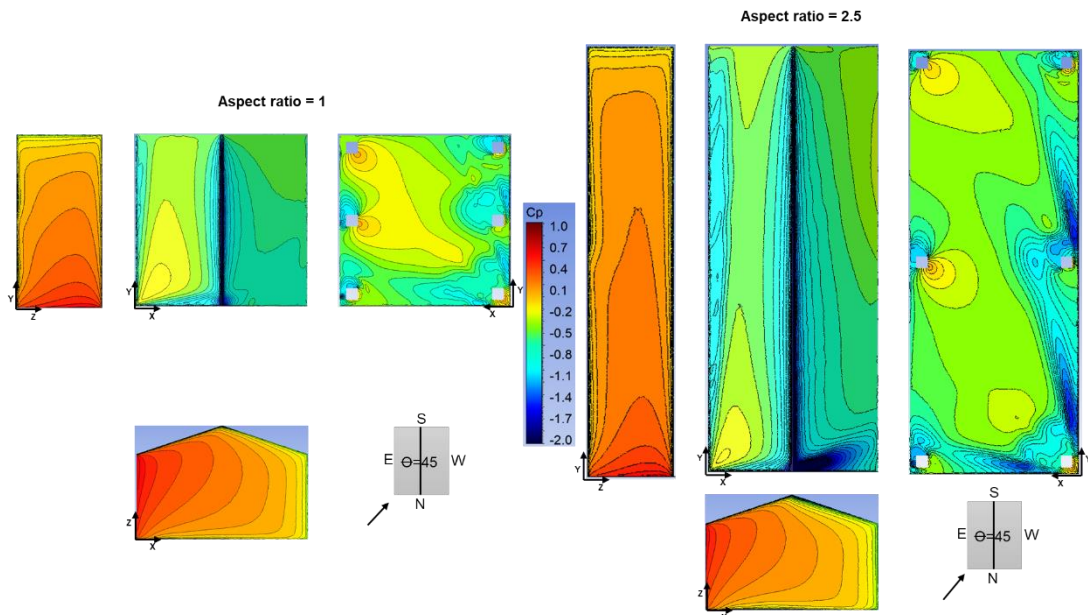 Aspect ratio = 2.5
Aspect ratio = 1
Cp
1.0
0.7
0.4
0.1
-0.2
-0.5
-0.8
-1.1
-1.4
-1.7
-2.0
Y
Z
Y
X
Y
X
Y
Z
Y
X
Y
X
S
E ϴ=45 W
N
Z
X
S
E ϴ=45 W
N
Z